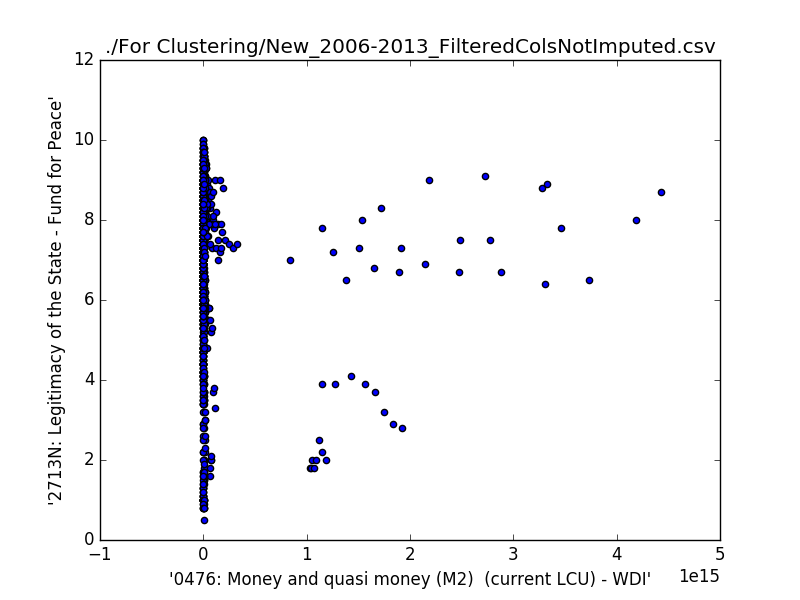 ./For Clustering/New_2006-2013_FilteredColsNotImputed.csv
12
10
8
6
4
2
0
'2713N: Legitimacy of the State - Fund for Peace'
−1 0 1 2 3 4 5
1e15
'0476: Money and quasi money (M2)  (current LCU) - WDI'